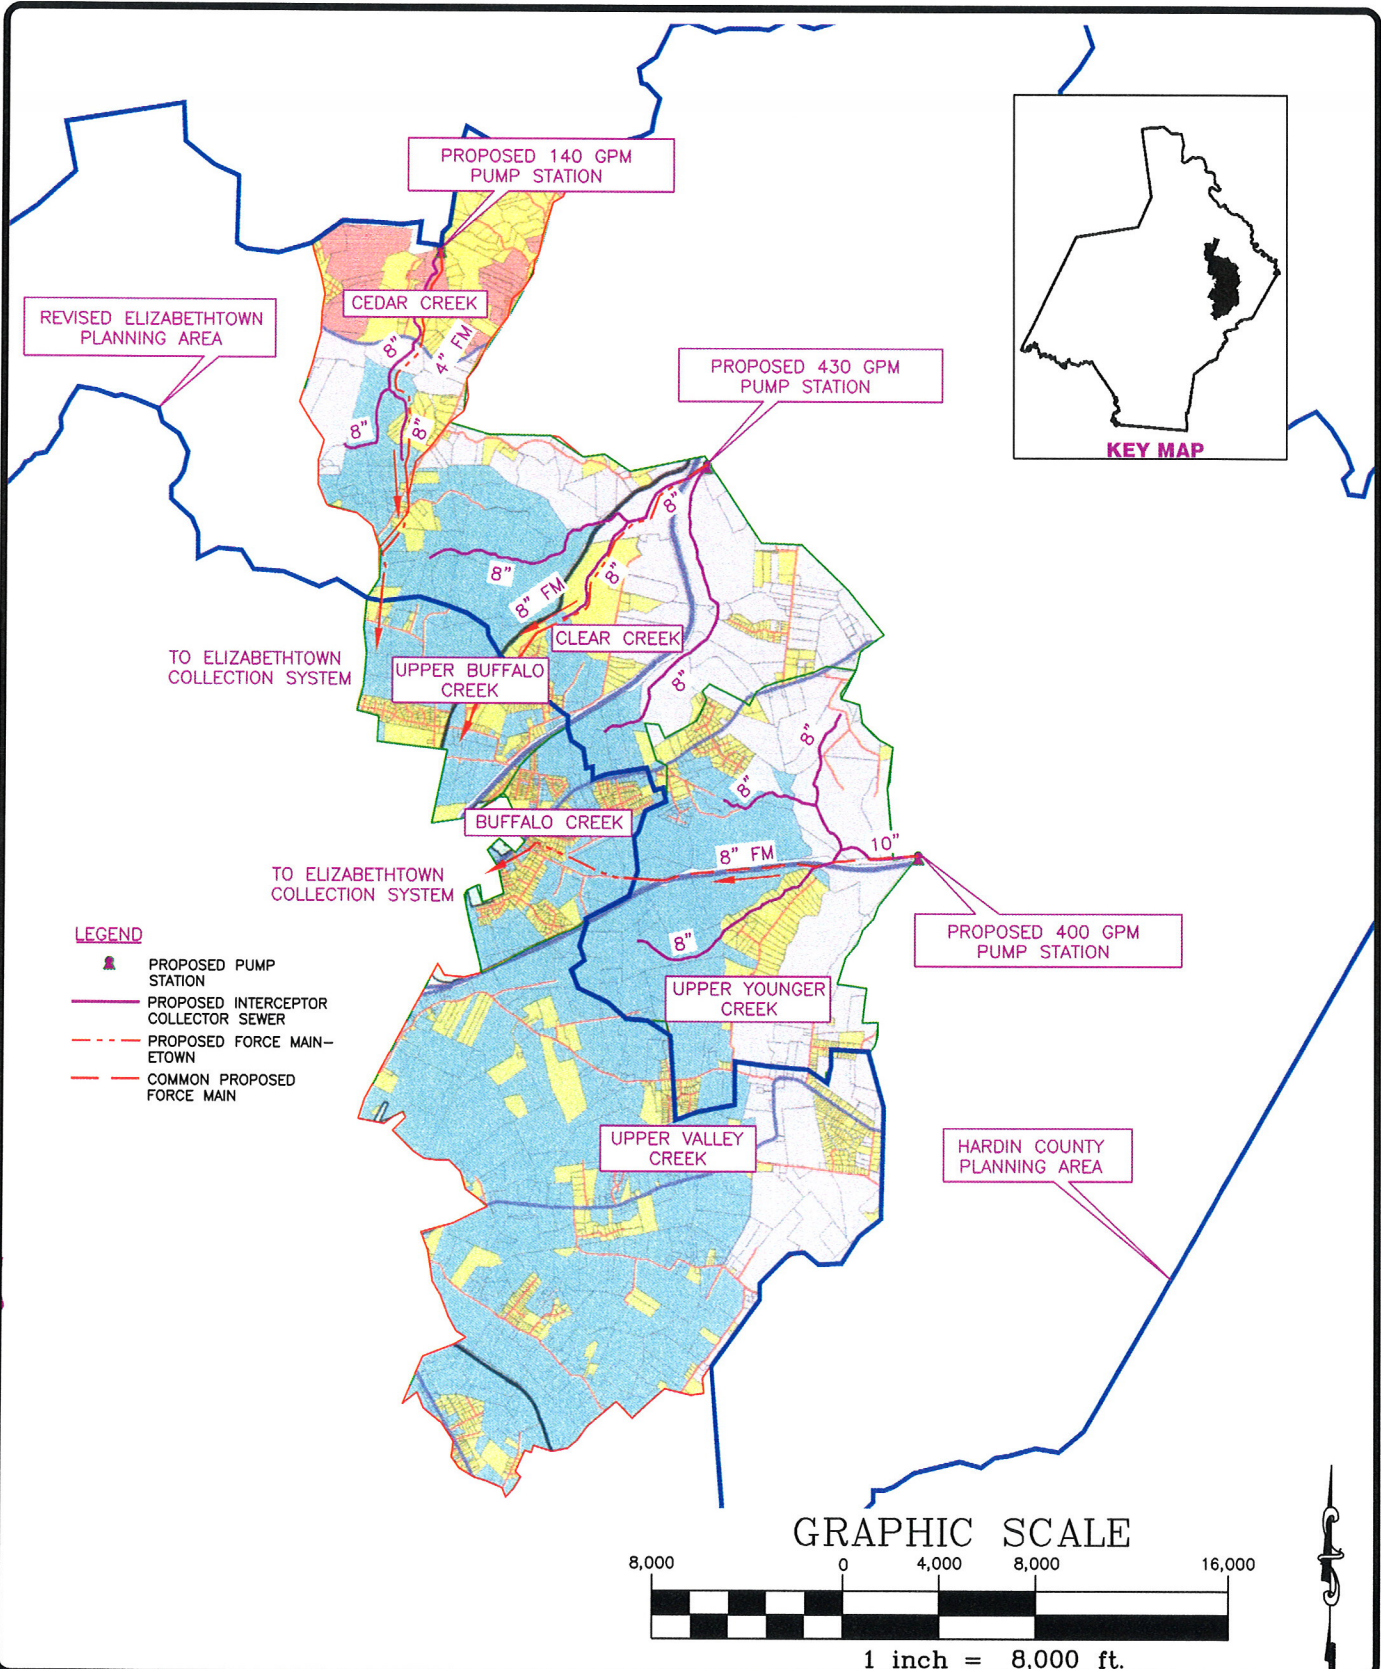 PROPOSED 140 GPM
PUMP STATION
CEDAR CREEK
REVISED ELIZABETHTOWN
PLANNING AREA
8"
4" FM
8"
8"
PROPOSED 430 GPM
PUMP STATION
KEY MAP
8"
8"
8"
8" FM
CLEAR CREEK
TO ELIZABETHTOWN
COLLECTION SYSTEM
UPPER BUFFALO
CREEK
8"
8"
8"
BUFFALO CREEK
10"
8" FM
TO ELIZABETHTOWN
COLLECTION SYSTEM
PROPOSED 400 GPM
PUMP STATION
8"
LEGEND
PROPOSED PUMP
STATION
PROPOSED INTERCEPTOR
COLLECTOR SEWER
PROPOSED FORCE MAIN-
ETOWN
COMMON PROPOSED
FORCE MAIN
UPPER YOUNGER
CREEK
UPPER VALLEY
CREEK
HARDIN COUNTY
PLANNING AREA
GRAPHIC SCALE
8,000 0 4,000 8,000 16,000
1 inch = 8,000 ft.